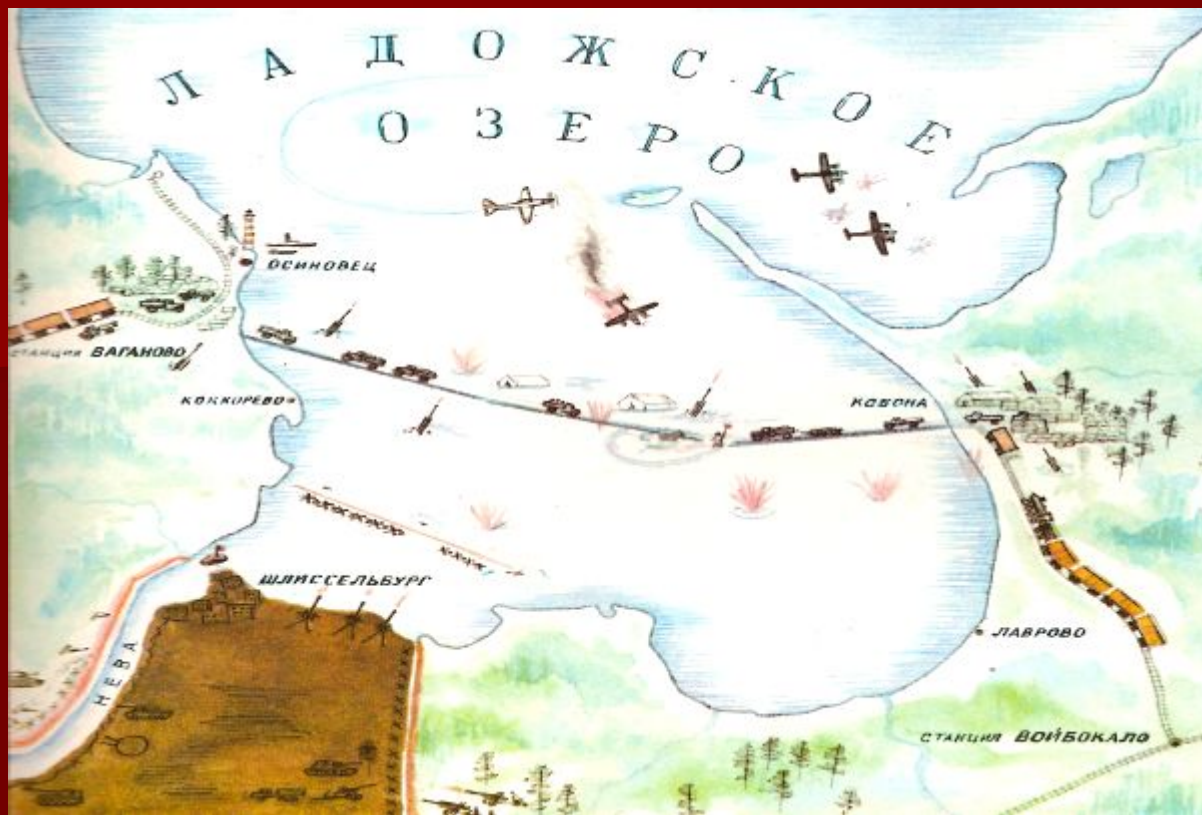 ЛАДОЖСКОЕ
ОЗЕРО
ОСИНОВЕЦ
СТАНЦИЯ ВАГАНОВО
КОККОРЕВО
КОБОНА
ШЛИССЕЛЬБУРГ
НЕВА
ЛАВРОВО
СТАНЦИЯ ВОЙБОКАЛО